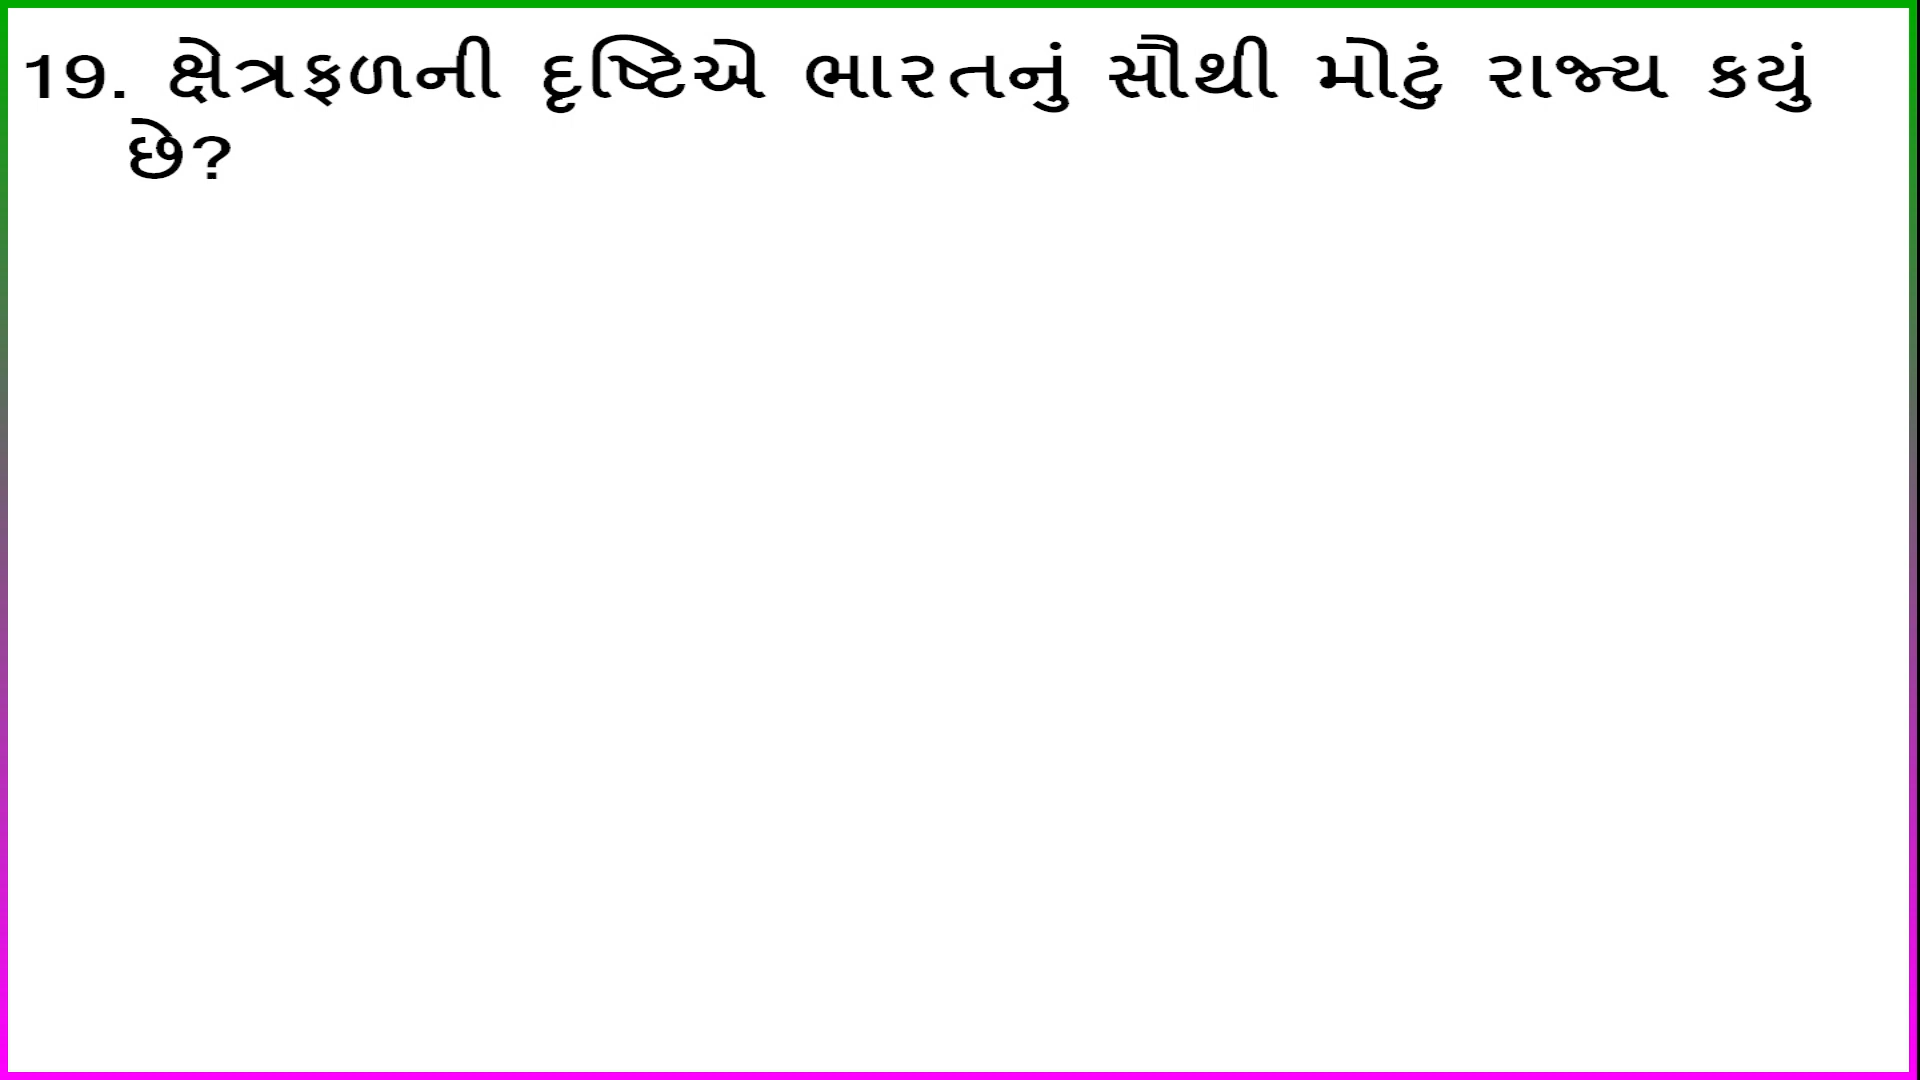 19. ક્ષેત્રફળની દૃષ્ટિએ ભારતનું સૌથી મોટું રાજ્ય કયું
છે?